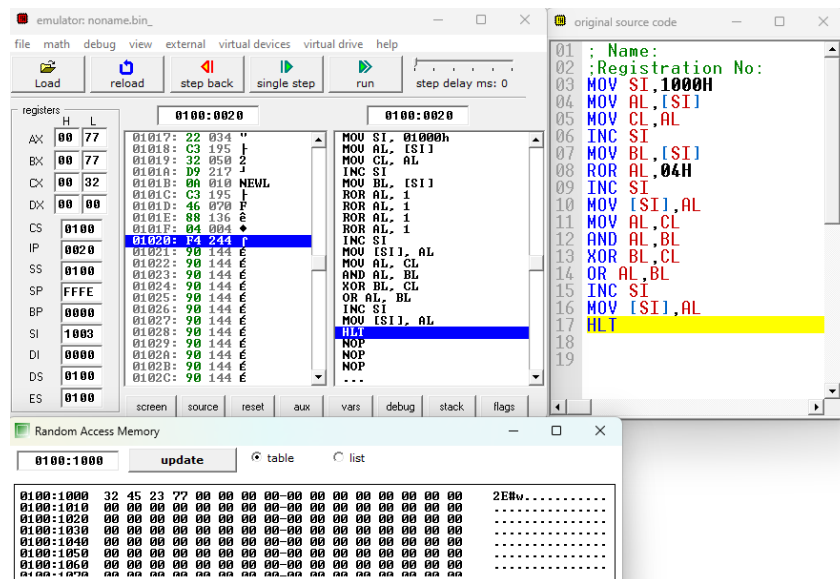 emulator: noname.bin_
file math debug view external virtual devices virtual drive help
Load reload step back single step run step delay ms: 0
registers
H L
AX 00 77
BX 00 77
CX 00 32
DX 00 00
CS 0100
IP 0020
SS 0100
SP FFFE
BP 0000
SI 1003
DI 0000
DS 0100
ES 0100
0100:0020
01017: 22 034 "
01018: C3 195 ├
01019: 32 050 2
0101A: D9 217 ┘
0101B: 0A 010 NEWL
0101C: C3 195 ├
0101D: 46 070 F
0101E: 88 136 ê
0101F: 04 004 ♦
01020: F4 244 ⌠
01021: 90 144 É
01022: 90 144 É
01023: 90 144 É
01024: 90 144 É
01025: 90 144 É
01026: 90 144 É
01027: 90 144 É
01028: 90 144 É
01029: 90 144 É
0102A: 90 144 É
0102B: 90 144 É
0102C: 90 144 É
0100:0020
MOV SI, 01000h
MOV AL, [SI]
MOV CL, AL
INC SI
MOV BL, [SI]
ROR AL, 1
ROR AL, 1
ROR AL, 1
ROR AL, 1
INC SI
MOV [SI], AL
MOV AL, CL
AND AL, BL
XOR BL, CL
OR AL, BL
INC SI
MOV [SI], AL
HLT
NOP
NOP
NOP
...
screen source reset aux vars debug stack flags
original source code
01 ; Name:
02 ;Registration No:
03 MOV SI,1000H
04 MOV AL,[SI]
05 MOV CL,AL
06 INC SI
07 MOV BL,[SI]
08 ROR AL,04H
09 INC SI
10 MOV [SI],AL
11 MOV AL,CL
12 AND AL,BL
13 XOR BL,CL
14 OR AL,BL
15 INC SI
16 MOV [SI],AL
17 HLT
18
19
Random Access Memory
0100:1000 update table list
0100:1000 32 45 23 77 00 00 00 00-00 00 00 00 00 00 00 00 2E#w............
0100:1010 00 00 00 00 00 00 00 00-00 00 00 00 00 00 00 00 ................
0100:1020 00 00 00 00 00 00 00 00-00 00 00 00 00 00 00 00 ................
0100:1030 00 00 00 00 00 00 00 00-00 00 00 00 00 00 00 00 ................
0100:1040 00 00 00 00 00 00 00 00-00 00 00 00 00 00 00 00 ................
0100:1050 00 00 00 00 00 00 00 00-00 00 00 00 00 00 00 00 ................
0100:1060 00 00 00 00 00 00 00 00-00 00 00 00 00 00 00 00 ................
0100:1070 00 00 00 00 00 00 00 00-00 00 00 00 00 00 00 00